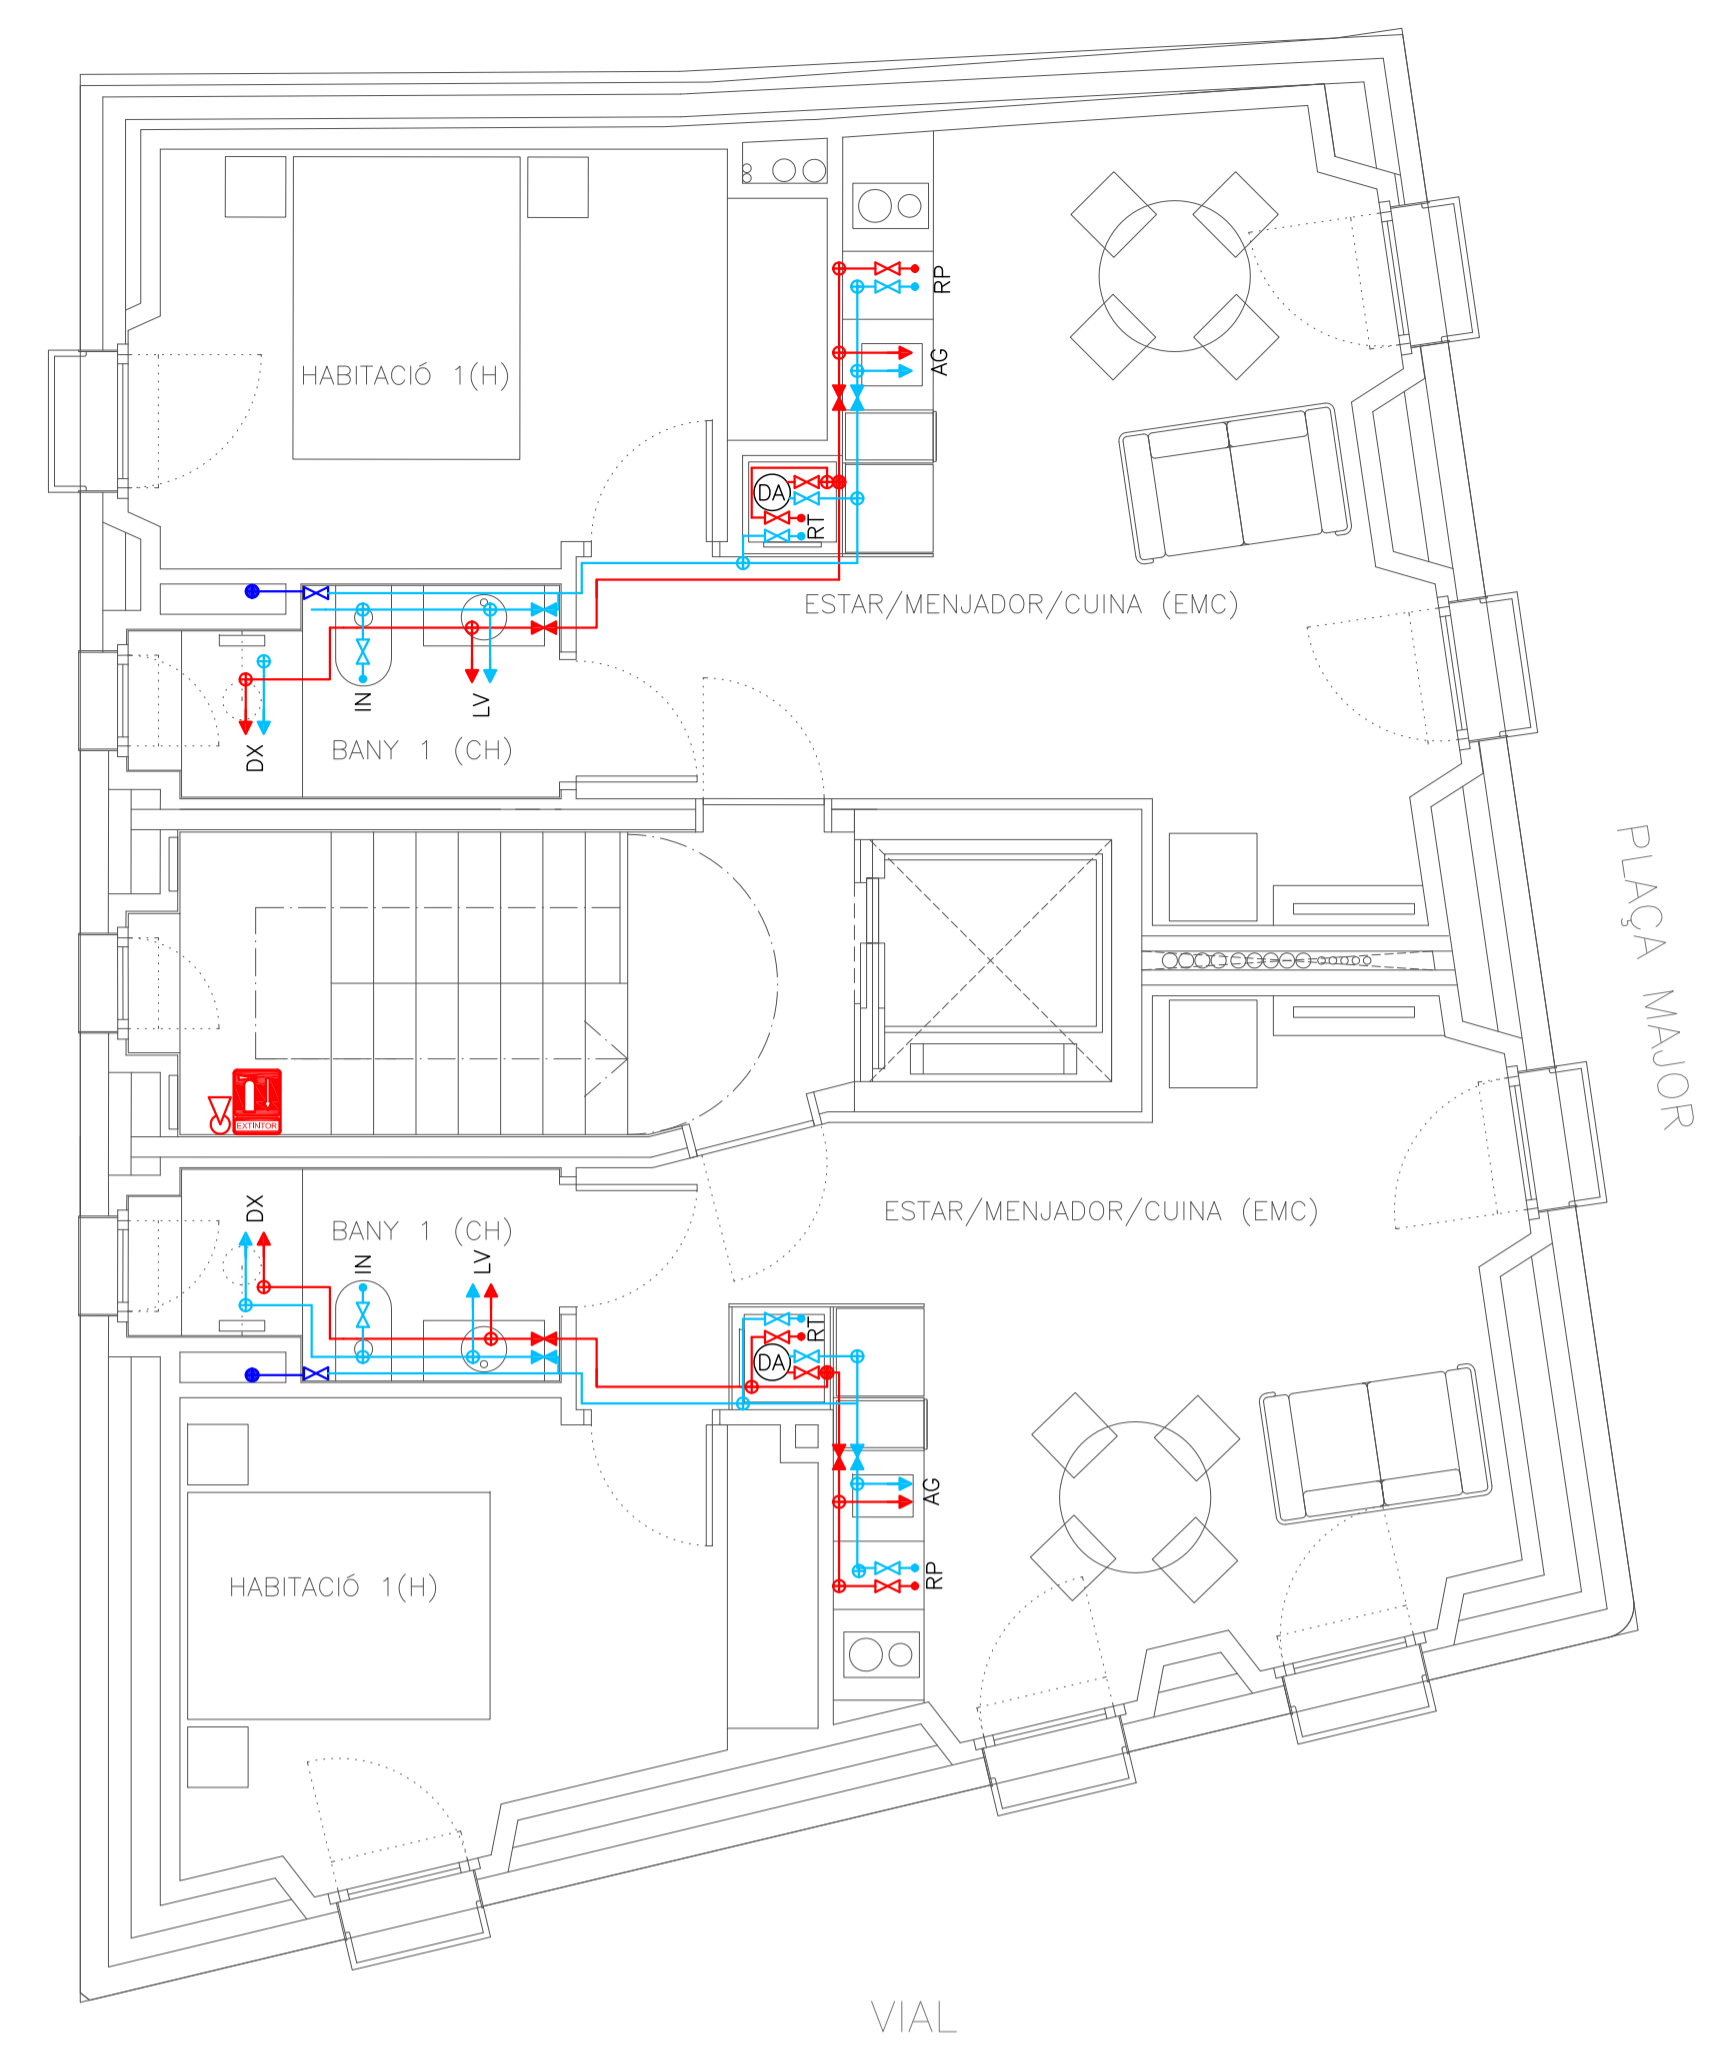 HABITACIÓ 1(H)
RP
AG
DA
RT
ESTAR/MENJADOR/CUINA (EMC)
IN
LV
DX
BANY 1 (CH)
PLAÇA MAJOR
EXTINTOR
DX
BANY 1 (CH)
IN
LV
ESTAR/MENJADOR/CUINA (EMC)
RT
DA
AG
RP
HABITACIÓ 1(H)
VIAL